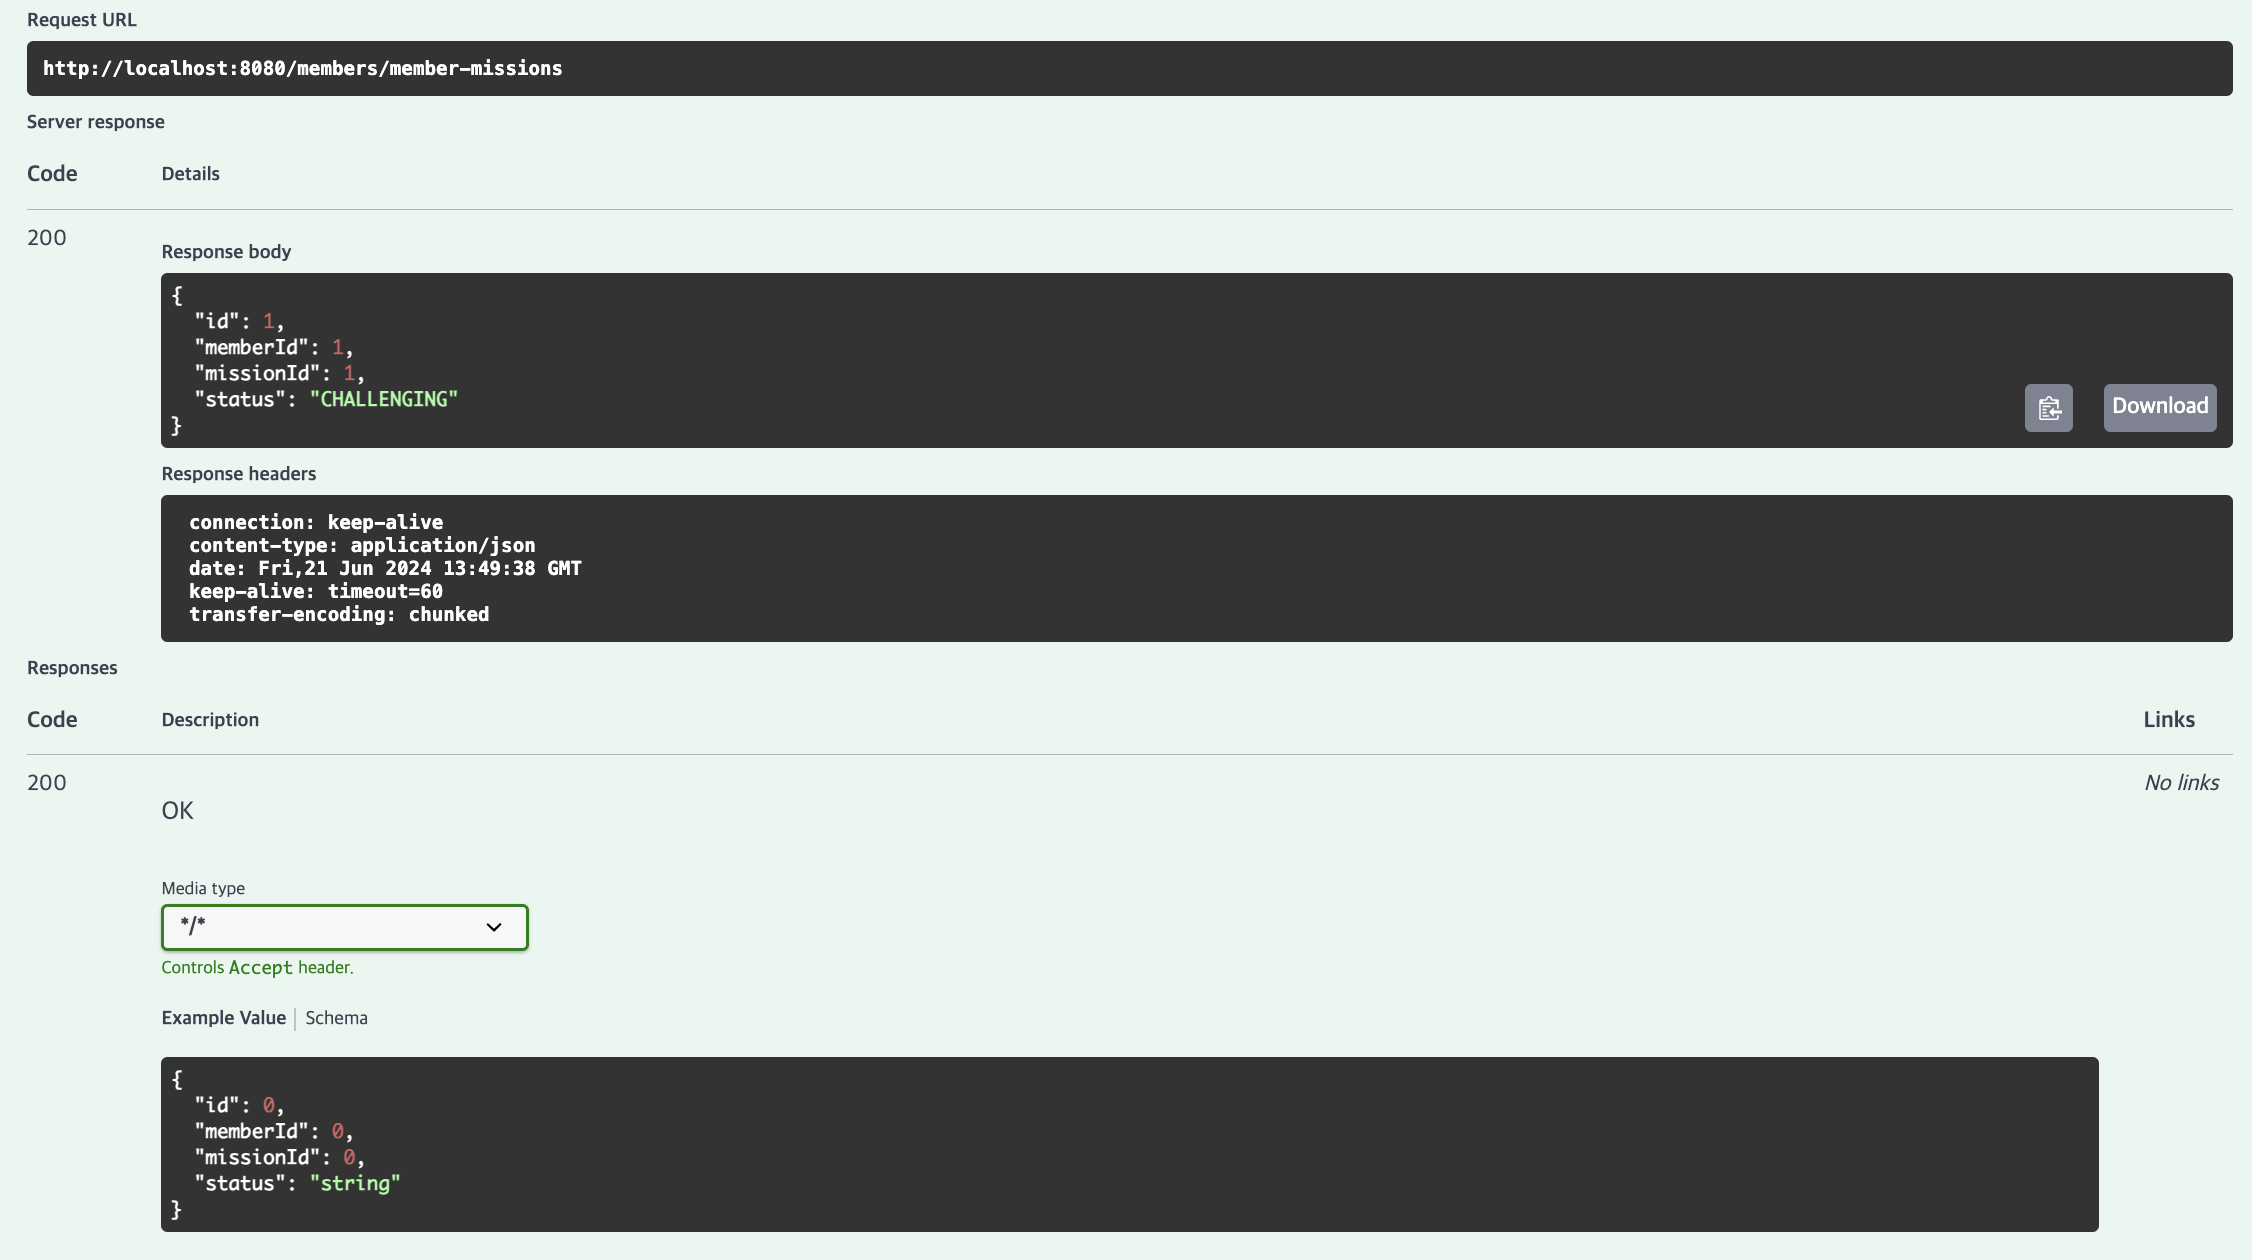 Request URL
http://localhost:8080/members/member-missions
Server response
Code Details
200
Response body
{
"id": 1,
"memberId": 1,
"missionId": 1,
"status": "CHALLENGING"
}
Download
Response headers
connection: keep-alive
content-type: application/json
date: Fri,21 Jun 2024 13:49:38 GMT
keep-alive: timeout=60
transfer-encoding: chunked
Responses
Code Description Links
200 No links
OK
Media type
*/*
Controls Accept header.
Example Value Schema
{
"id": 0,
"memberId": 0,
"missionId": 0,
"status": "string"
}